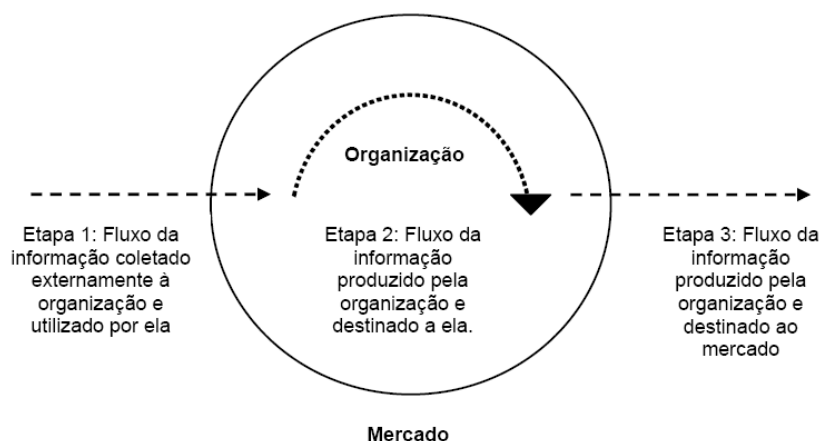 Organização
Etapa 1: Fluxo da
informação coletado
externamente à
organização e
utilizado por ela
Etapa 2: Fluxo da
informação
produzido pela
organização e
destinado a ela.
Etapa 3: Fluxo da
informação
produzido pela
organização e
destinado ao
mercado
Mercado